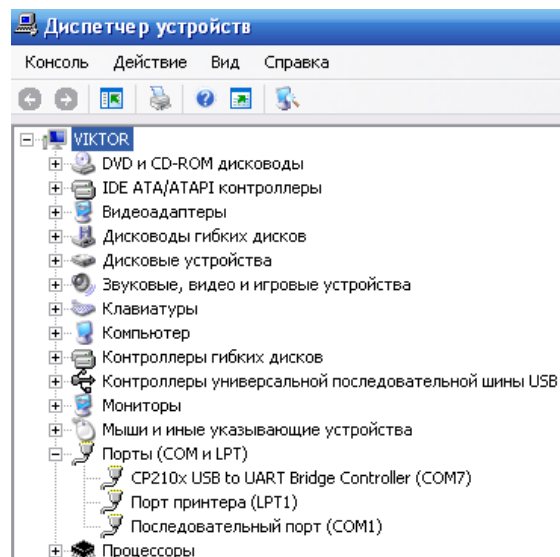 Диспетчер устройств
Консоль Действие Вид Справка
VIKTOR
DVD и CD-ROM дисководы
IDE ATA/ATAPI контроллеры
Видеоадаптеры
Дисководы гибких дисков
Дисковые устройства
Звуковые, видео и игровые устройства
Клавиатуры
Компьютер
Контроллеры гибких дисков
Контроллеры универсальной последовательной шины USB
Мониторы
Мыши и иные указывающие устройства
Порты (COM и LPT)
CP210x USB to UART Bridge Controller (COM7)
Порт принтера (LPT1)
Последовательный порт (COM1)
Процессоры